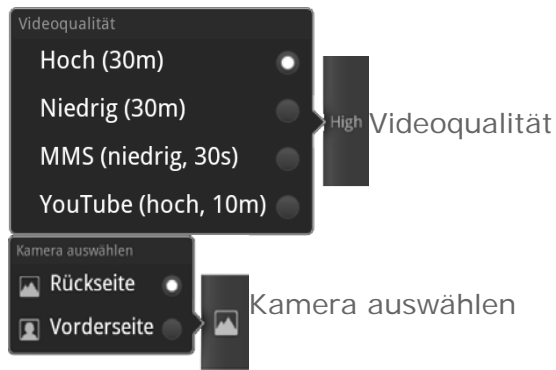 Videoqualität
Hoch (30m)
Niedrig (30m)
MMS (niedrig, 30s)
YouTube (hoch, 10m)
High
Videoqualität
Kamera auswählen
Rückseite
Vorderseite
Kamera auswählen